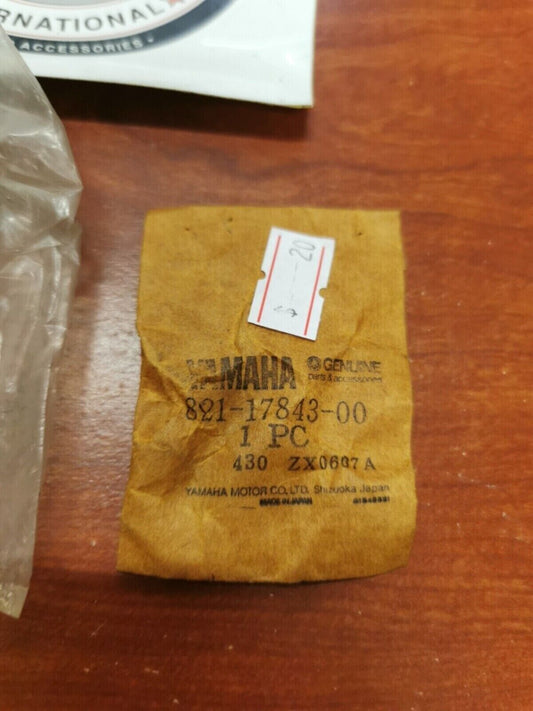 RNATIONAL
ACCESSORIES
20
YAMAHA GENUINE
parts & accessories
821-17843-00
1 PC
430 ZX0667A
YAMAHA MOTOR CO., LTD. Shizuoka Japan
MADE IN JAPAN